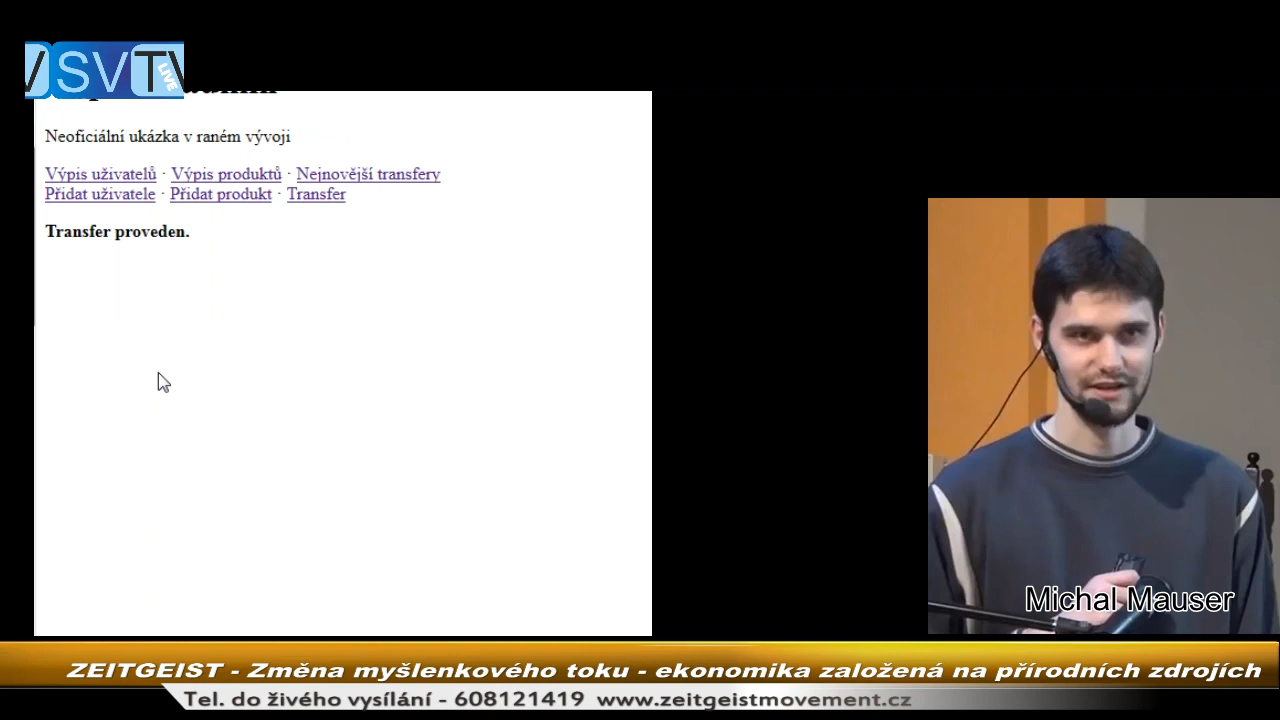 SVTV
LIVE
Neoficiální ukázka v raném vývoji
Výpis uživatelů · Výpis produktů · Nejnovější transfery
Přidat uživatele · Přidat produkt · Transfer
Transfer proveden.
Michal Mauser
ZEITGEIST - Změna myšlenkového toku - ekonomika založená na přírodních zdrojích
Tel. do živého vysílání - 608121419 www.zeitgeistmovement.cz